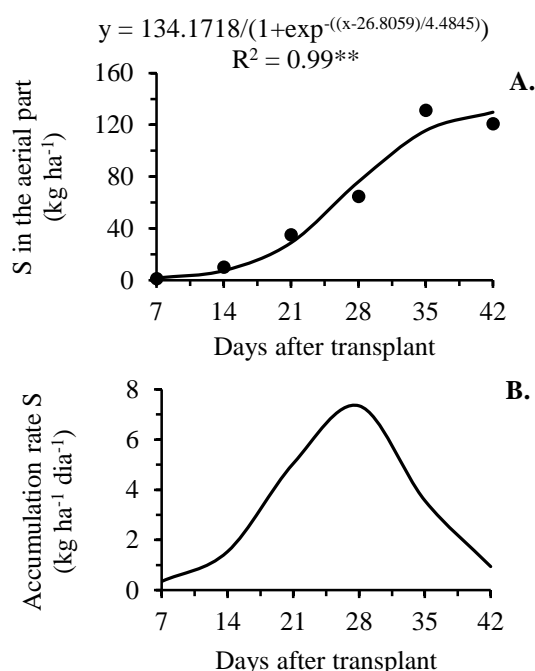 y = 134.1718/(1+exp^-((x-26.8059)/4.4845))
R² = 0.99**
A.
160
120
80
40
0
7 14 21 28 35 42
S in the aerial part
(kg ha⁻¹)
Days after transplant
B.
8
6
4
2
0
7 14 21 28 35 42
Accumulation rate S
(kg ha⁻¹ dia⁻¹)
Days after transplant